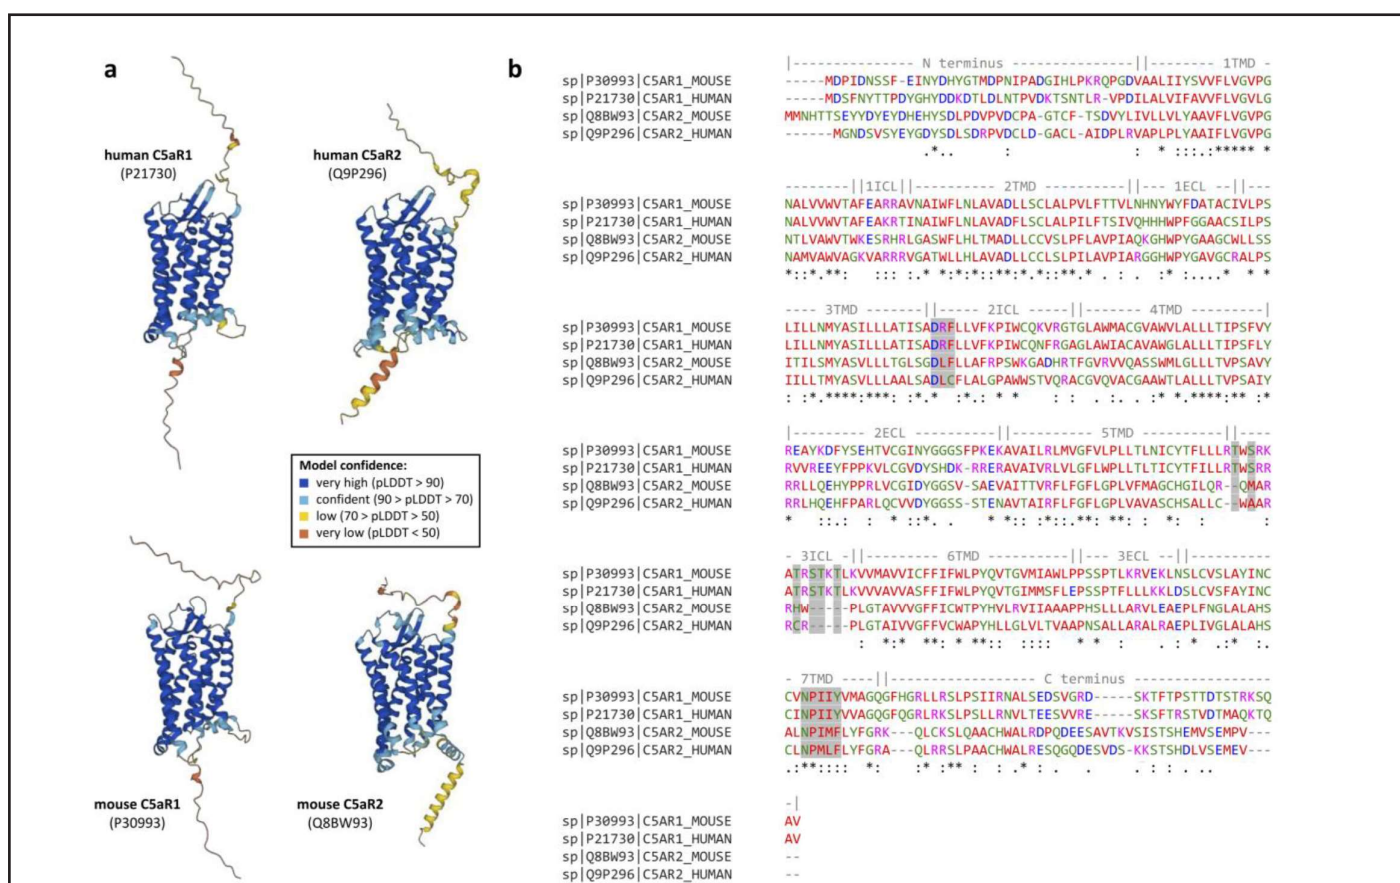 a
human C5aR1
(P21730)
human C5aR2
(Q9P296)
Model confidence:
very high (pLDDT > 90)
confident (90 > pLDDT > 70)
low (70 > pLDDT > 50)
very low (pLDDT < 50)
mouse C5aR1
(P30993)
mouse C5aR2
(Q8BW93)
b
|---------------- N terminus ---------------||-------- 1TMD
sp|P30993|C5AR1_MOUSE -----MDPIDNSSF-EINYDHYGTMDPNIPADGIHLPKRQPGDVAALIIYSVVFLVGVPG
sp|P21730|C5AR1_HUMAN -----MDSFNYTTPDYGHYDDKDTLDLNTPVDKTSNTLR-VPDILALVIFAVVFLVGVLG
sp|Q8BW93|C5AR2_MOUSE MMNHTTSEYYDYEYDHEHYSDLPDVPVDCPA-GTCF-TSDVYLIVLLVLYAAVFLVGVPG
sp|Q9P296|C5AR2_HUMAN ------MGNDSVSYEYGDYSDLSDRPVDCLD-GACL-AIDPLRVAPLPLYAAIFLVGVPG
.*.. : : * :::.:***** *
--------||1ICL||------------ 2TMD -------------||-- 1ECL --||---
sp|P30993|C5AR1_MOUSE NALVVWVTAFEARRAVNAIWFLNLAVADLLSCLALPVLFTTVLNHNYWYFDATACIVLPS
sp|P21730|C5AR1_HUMAN NALVVWVTAFEAKRTINAIWFLNLAVADFLSCLALPILFTSIVQHHHWPFGGAACSILPS
sp|Q8BW93|C5AR2_MOUSE NTLVAWVTWKESRHRLGASWFLHLTMADLLCCVSLPFLAVPIAQKGHWPYGAAGCWLLSS
sp|Q9P296|C5AR2_HUMAN NAMVAWVAGKVARRRVGATWLLHLAVADLLCCLSLPILAVPIARGGHWPYGAVGCRALPS
*::*.**: ::: :.* *:*:*::**:*.*::**.*.. . .:* :....* * *
---- 3TMD --------||---- 2ICL --------||-------- 4TMD -----------|
sp|P30993|C5AR1_MOUSE LILLNMYASILLLATISADRFLLVFKPIWCQKVRGTGLAWMACGVAWVLALLLTIPSFVY
sp|P21730|C5AR1_HUMAN LILLNMYASILLLATISADRFLLVFKPIWCQNFRGAGLAWIACAVAWGLALLLTIPSFLY
sp|Q8BW93|C5AR2_MOUSE ITILSMYASVLLLTGLSGDLFLLAFRPSWKGADHRTFGVRVVQASSWMLGLLLTVPSAVY
sp|Q9P296|C5AR2_HUMAN IILLTMYASVLLLAALSADLCFLALGPAWWSTVQRACGVQVACGAAWTLALLLTVPSAIY
: :*.****:***: :*.* :*.: * * : : . : . .:* *.****:** :*
|--------- 2ECL ----------||----------- 5TMD -----------||----
sp|P30993|C5AR1_MOUSE REAYKDFYSEHTVCGINYGGGSFPKEKAVAILRLMVGFVLPLLTLNICYTFLLLRTWSRK
sp|P21730|C5AR1_HUMAN RVVREEYFPPKVLCGVDYSHDK-RRERAVAIVRLVLGFLWPLLTLTICYTFILLRTWSRR
sp|Q8BW93|C5AR2_MOUSE RRLLQEHYPPRLVCGIDYGGSV-SAEVAITTVRFLFGFLGPLVFMAGCHGILQR--QMAR
sp|Q9P296|C5AR2_HUMAN RRLHQEHFPARLQCVVDYGGSS-STENAVTAIRFLFGFLGPLVAVASCHSALLC--WAAR
* ::.: : * ::*. . * *:: :*::.**: **: : *: : :
- 3ICL --||---------- 6TMD -----------||--- 3ECL --||---------
sp|P30993|C5AR1_MOUSE ATRSTKTLKVVMAVVICFFIFWLPYQVTGVMIAWLPPSSPTLKRVEKLNSLCVSLAYINC
sp|P21730|C5AR1_HUMAN ATRSTKTLKVVVAVVASFFIFWLPYQVTGIMMSFLEPSSPTFLLLKKLDSLCVSFAYINC
sp|Q8BW93|C5AR2_MOUSE RHW----PLGTAVVVGFFICWTPYHVLRVIIAAAPPHSLLLARVLEAEPLFNGLALAHS
sp|Q9P296|C5AR2_HUMAN RCR----PLGTAIVVGFFVCWAPYHLLGLVLTVAAPNSALLARALRAEPLIVGLALAHS
: *:* **: * **:: :::: * * : : * .:* :.
- 7TMD ------||----------------- C terminus ------------------
sp|P30993|C5AR1_MOUSE CVNPIIYVMAGQGFHGRLLRSLPSIIRNALSEDSVGRD-----SKTFTPSTTDTSTRKSQ
sp|P21730|C5AR1_HUMAN CINPIIYVVAGQGFQGRLRKSLPSLLRNVLTEESVVRE-----SKSFTRSTVDTMAQKTQ
sp|Q8BW93|C5AR2_MOUSE ALNPIMFLYFGRK---QLCKSLQAACHWALRDPQDEESAVTKVSISTSHEMVSEMPV---
sp|Q9P296|C5AR2_HUMAN CLNPMLFLYFGRA---QLRRSLPAACHWALRESQGQDESVDS-KKSTSHDLVSEMEV---
.:**:::: *: :* :** : .* : . : : . ..
-|
sp|P30993|C5AR1_MOUSE AV
sp|P21730|C5AR1_HUMAN AV
sp|Q8BW93|C5AR2_MOUSE --
sp|Q9P296|C5AR2_HUMAN --